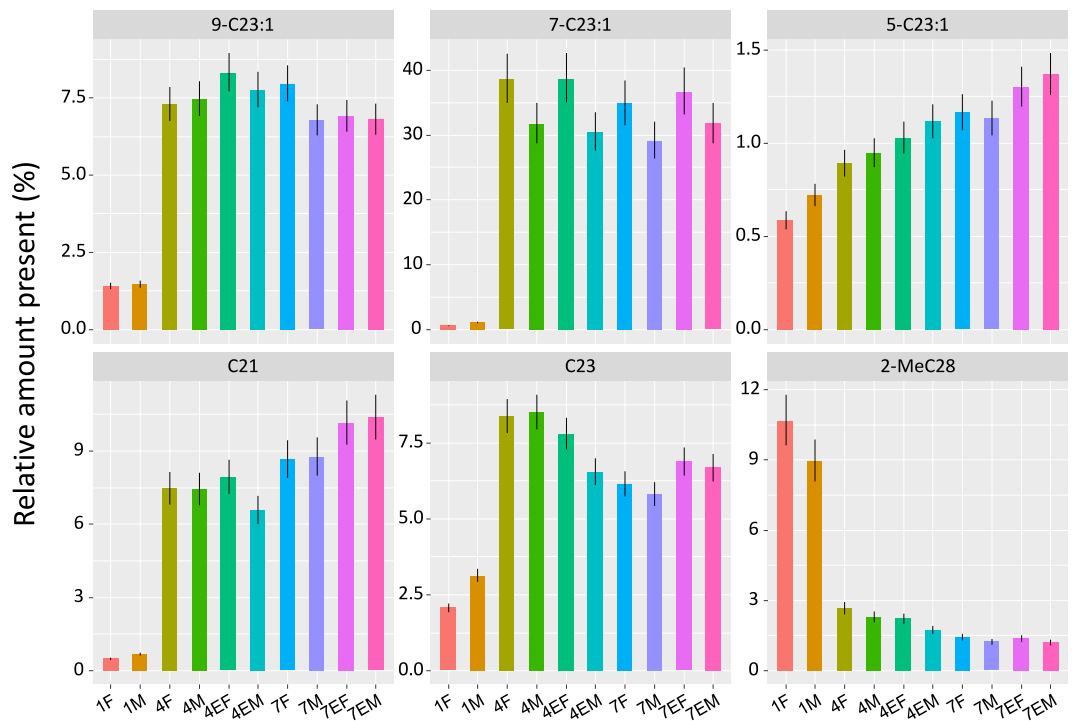 Relative amount present (%)
9-C23:1
7-C23:1
5-C23:1
7.5
5.0
2.5
0.0
40
30
20
10
0
1.5
1.0
0.5
0.0
C21
C23
2-MeC28
9
6
3
0
7.5
5.0
2.5
0.0
12
9
6
3
0
1F 1M 4F 4M 4EF 4EM 7F 7M 7EF 7EM
1F 1M 4F 4M 4EF 4EM 7F 7M 7EF 7EM
1F 1M 4F 4M 4EF 4EM 7F 7M 7EF 7EM